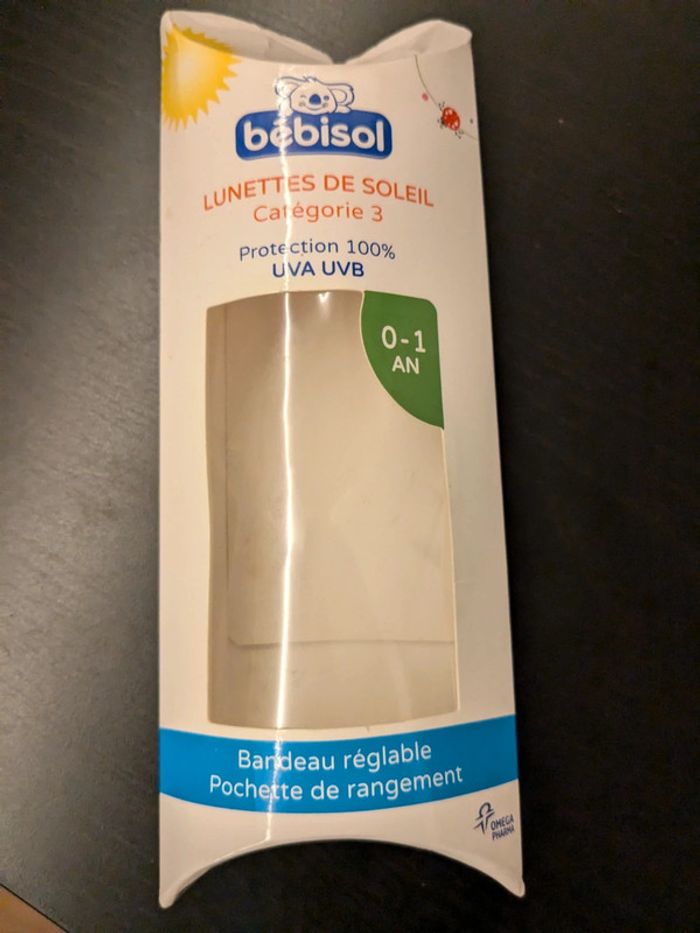 bébisol
LUNETTES DE SOLEIL
Catégorie 3
Protection 100%
UVA UVB
0-1
AN
Bandeau réglable
Pochette de rangement
OMEGA
PHARMA